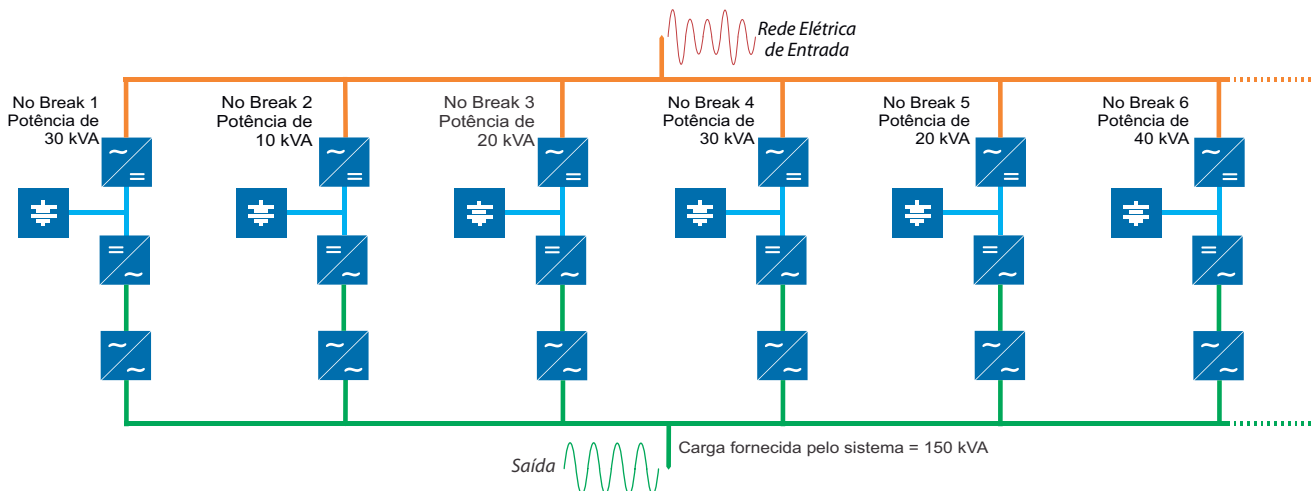 Rede Elétrica
de Entrada
No Break 1
Potência de
30 kVA
No Break 2
Potência de
10 kVA
No Break 3
Potência de
20 kVA
No Break 4
Potência de
30 kVA
No Break 5
Potência de
20 kVA
No Break 6
Potência de
40 kVA
Carga fornecida pelo sistema = 150 kVA
Saída